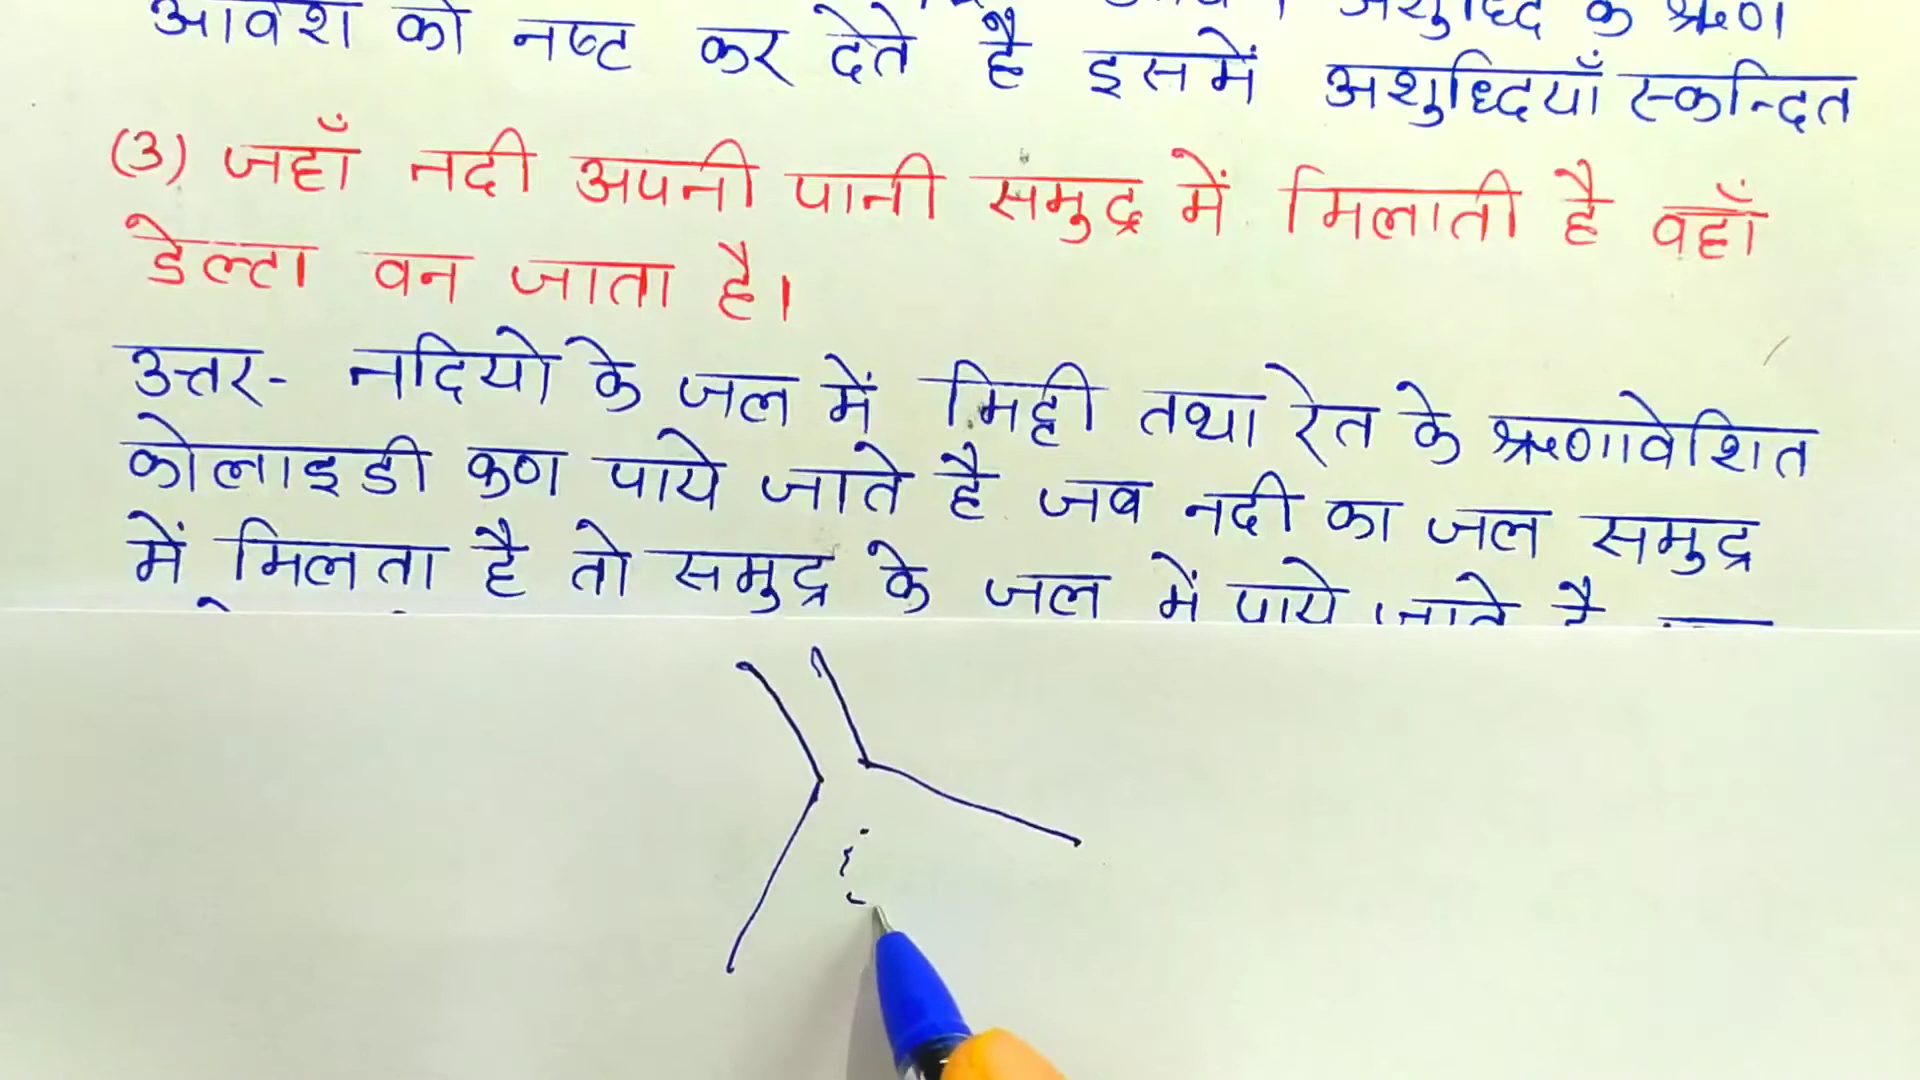 आवेश को नष्ट कर देते है इसमें अशुध्दियाँ स्कन्दित
(3) जहाँ नदी अपनी पानी समुद्र में मिलाती है वहाँ
डेल्टा वन जाता है।
उत्तर- नदियो के जल में मिट्टी तथा रेत के ऋणावेशित
कोलाइडी कण पाये जाते है जब नदी का जल समुद्र
में मिलता है तो समुद्र के जल में पाये जाते है